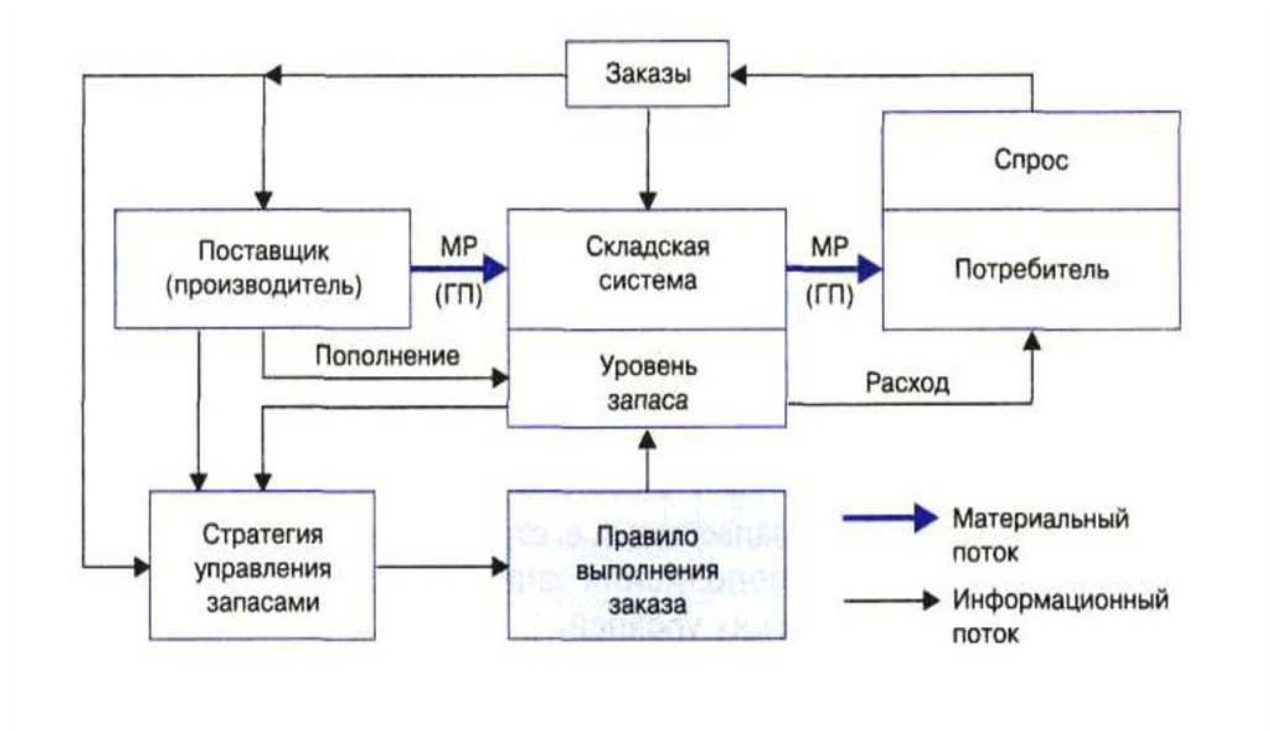 Заказы
Спрос
Поставщик
(производитель)
МР
(ГП)
Складская
система
МР
(ГП)
Потребитель
Пополнение
Уровень
запаса
Расход
Стратегия
управления
запасами
Правило
выполнения
заказа
Материальный
поток
Информационный
поток